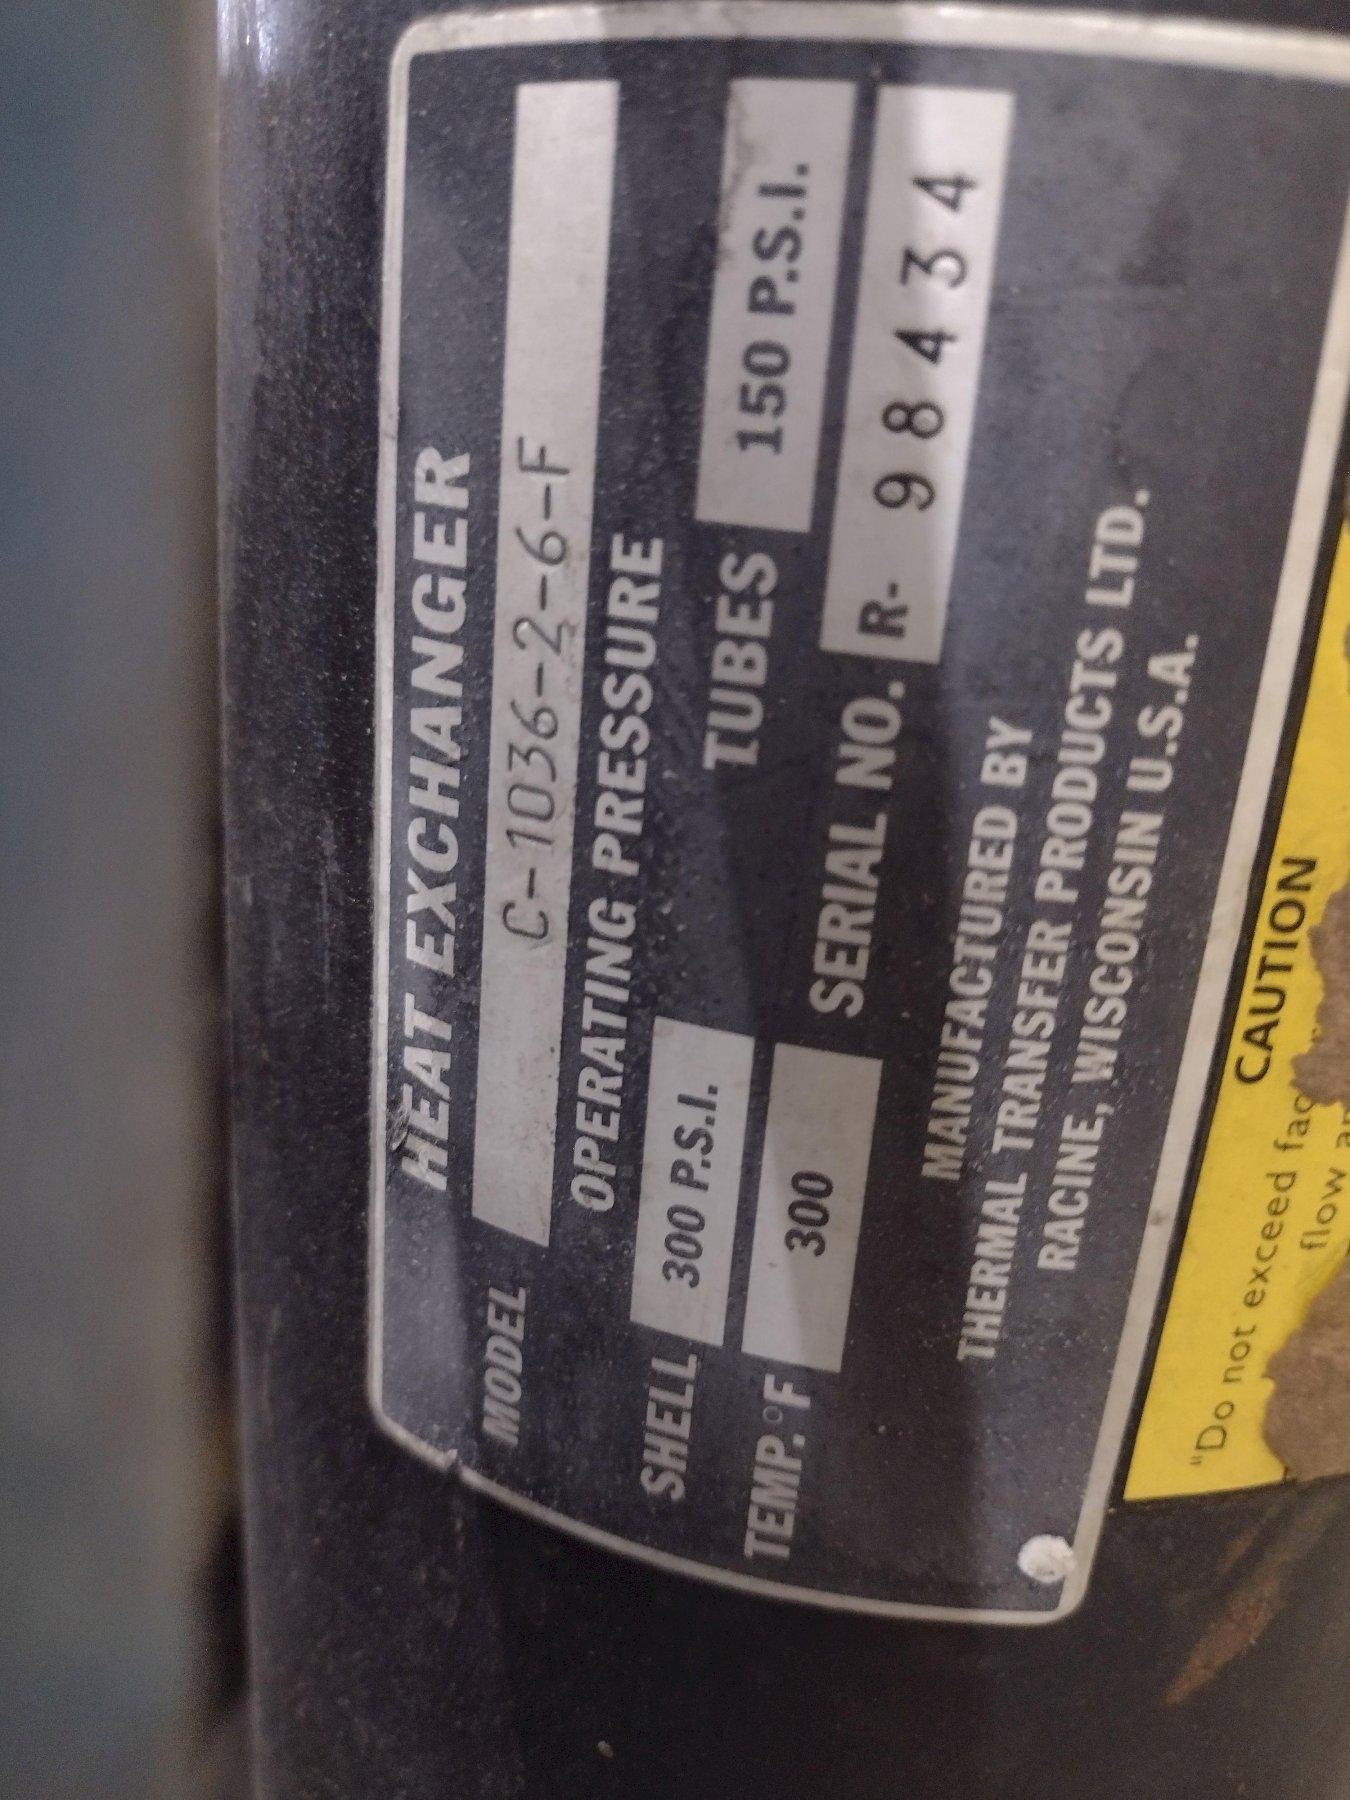 HEAT EXCHANGER
MODEL C-1036-2-6-F
OPERATING PRESSURE
SHELL 300 P.S.I. TUBES 150 P.S.I.
TEMP.°F 300 SERIAL NO. R- 98434
MANUFACTURED BY
THERMAL TRANSFER PRODUCTS LTD.
RACINE, WISCONSIN U.S.A.
CAUTION
"Do not exceed
flow